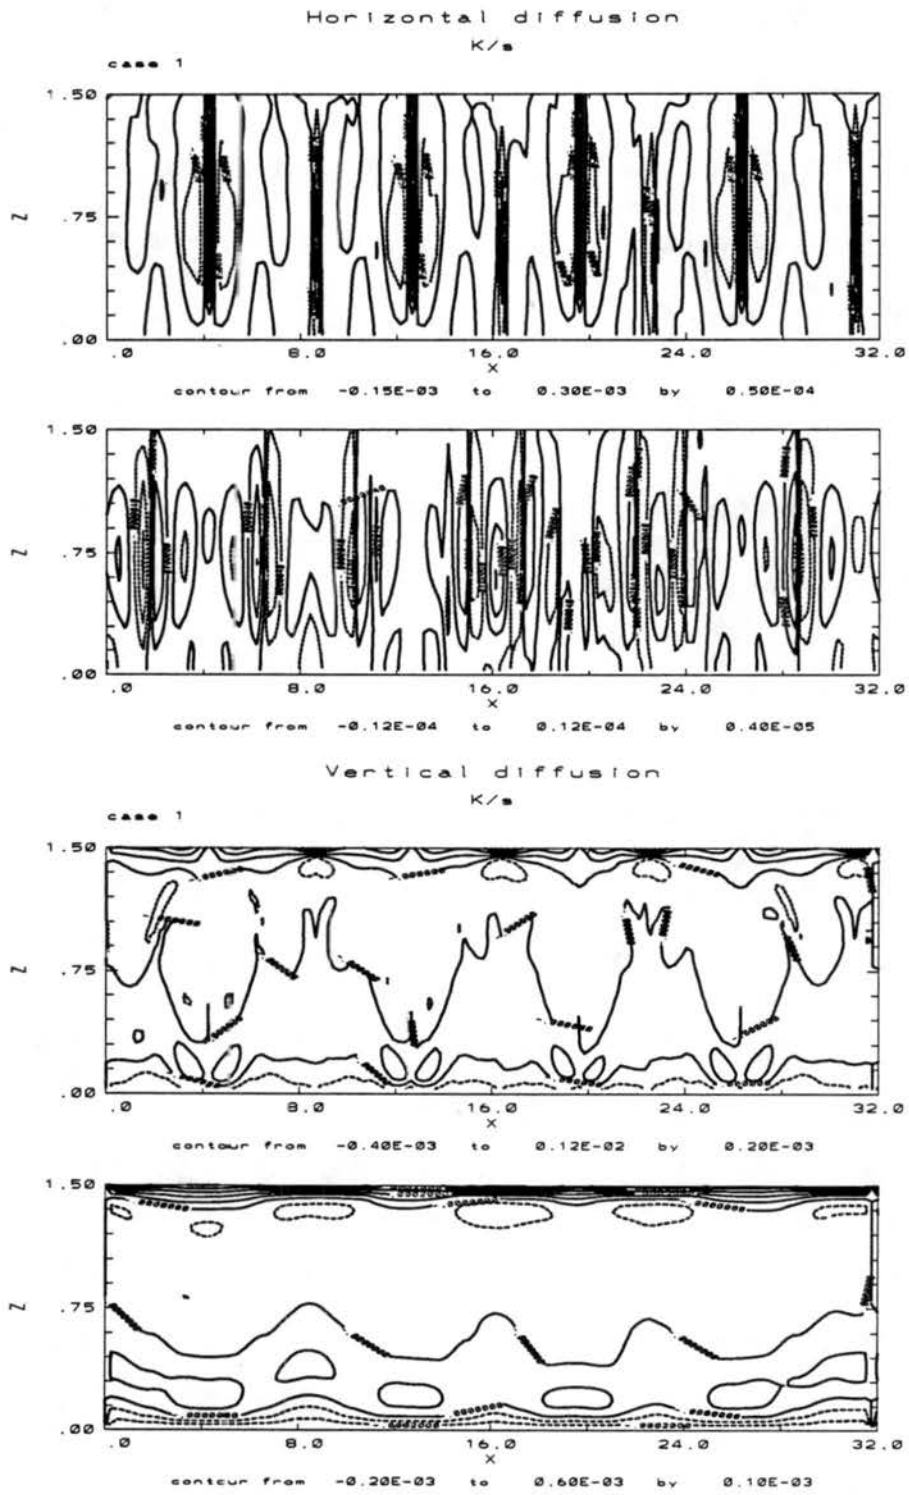 Horizontal diffusion
K/s
case 1
1.50
Z .75
.00
.0 8.0 16.0 24.0 32.0
X
contour from -0.15E-03 to 0.30E-03 by 0.50E-04
1.50
Z .75
.00
.0 8.0 16.0 24.0 32.0
X
contour from -0.12E-04 to 0.12E-04 by 0.40E-05
Vertical diffusion
K/s
case 1
1.50
Z .75
.00
.0 8.0 16.0 24.0 32.0
X
contour from -0.40E-03 to 0.12E-02 by 0.20E-03
1.50
Z .75
.00
.0 8.0 16.0 24.0 32.0
X
contour from -0.20E-03 to 0.60E-03 by 0.10E-03